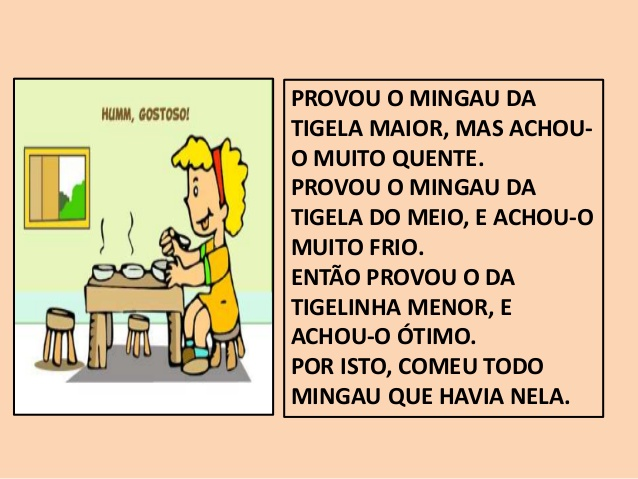 HUMM, GOSTOSO!
PROVOU O MINGAU DA
TIGELA MAIOR, MAS ACHOU-
O MUITO QUENTE.
PROVOU O MINGAU DA
TIGELA DO MEIO, E ACHOU-O
MUITO FRIO.
ENTÃO PROVOU O DA
TIGELINHA MENOR, E
ACHOU-O ÓTIMO.
POR ISTO, COMEU TODO
MINGAU QUE HAVIA NELA.